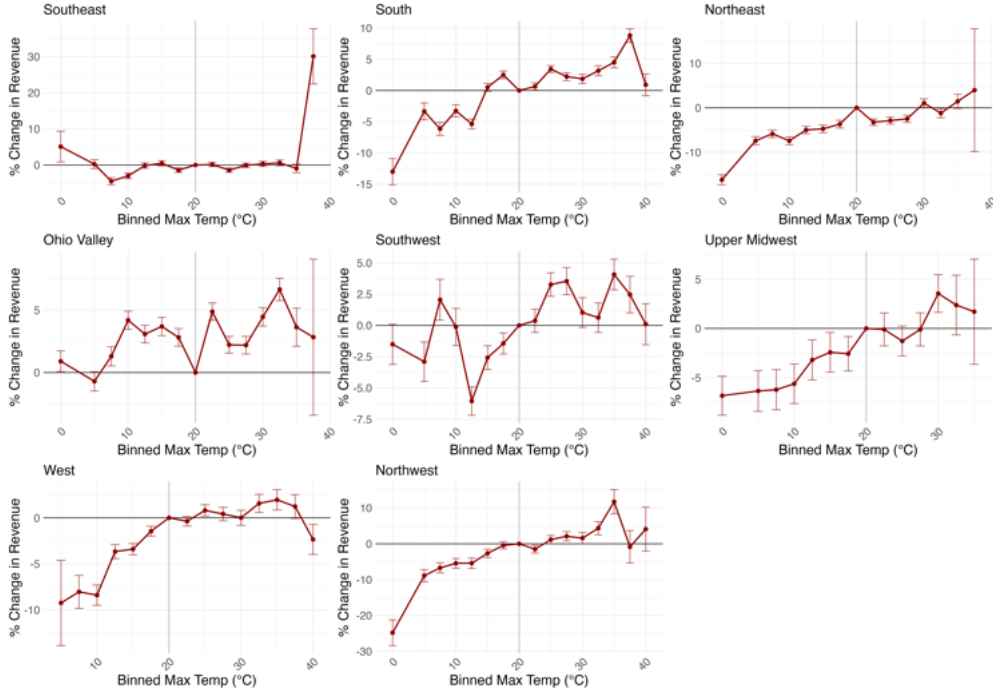 Southeast
% Change in Revenue
30
20
10
0
0
10
20
30
40
Binned Max Temp (°C)
South
% Change in Revenue
10
5
0
-5
-10
-15
0
10
20
30
40
Binned Max Temp (°C)
Northeast
% Change in Revenue
10
0
-10
0
10
20
30
40
Binned Max Temp (°C)
Ohio Valley
% Change in Revenue
5
0
0
10
20
30
40
Binned Max Temp (°C)
Southwest
% Change in Revenue
5.0
2.5
0.0
-2.5
-5.0
-7.5
0
10
20
30
40
Binned Max Temp (°C)
Upper Midwest
% Change in Revenue
5
0
-5
0
10
20
30
Binned Max Temp (°C)
West
% Change in Revenue
0
-5
-10
10
20
30
40
Binned Max Temp (°C)
Northwest
% Change in Revenue
10
0
-10
-20
-30
0
10
20
30
40
Binned Max Temp (°C)